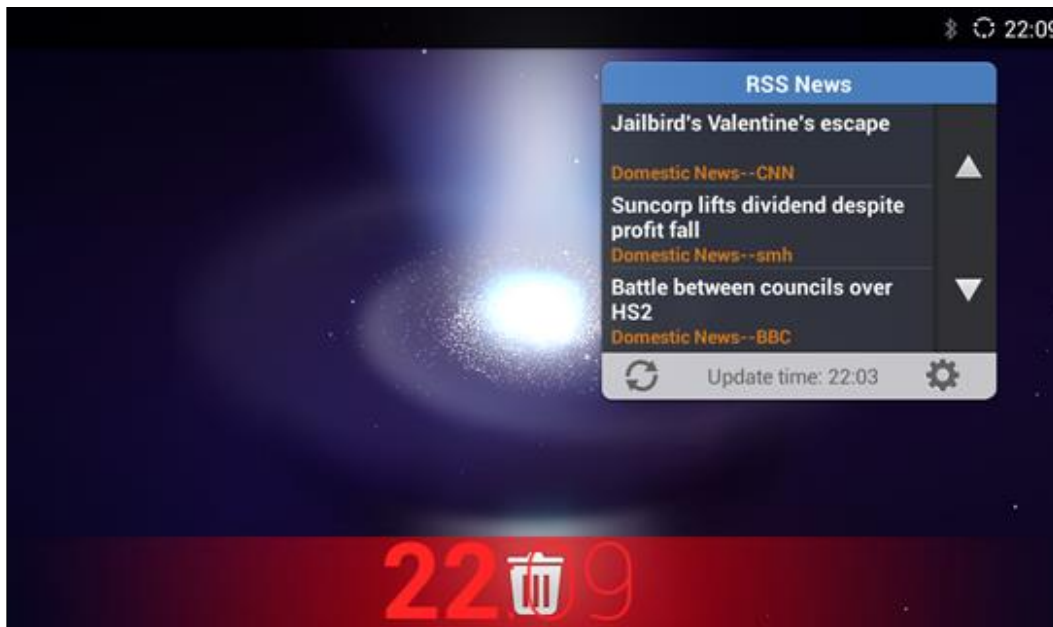 22:09
RSS News
Jailbird's Valentine's escape
Domestic News--CNN
Suncorp lifts dividend despite
profit fall
Domestic News--smh
Battle between councils over
HS2
Domestic News--BBC
Update time: 22:03
22:09